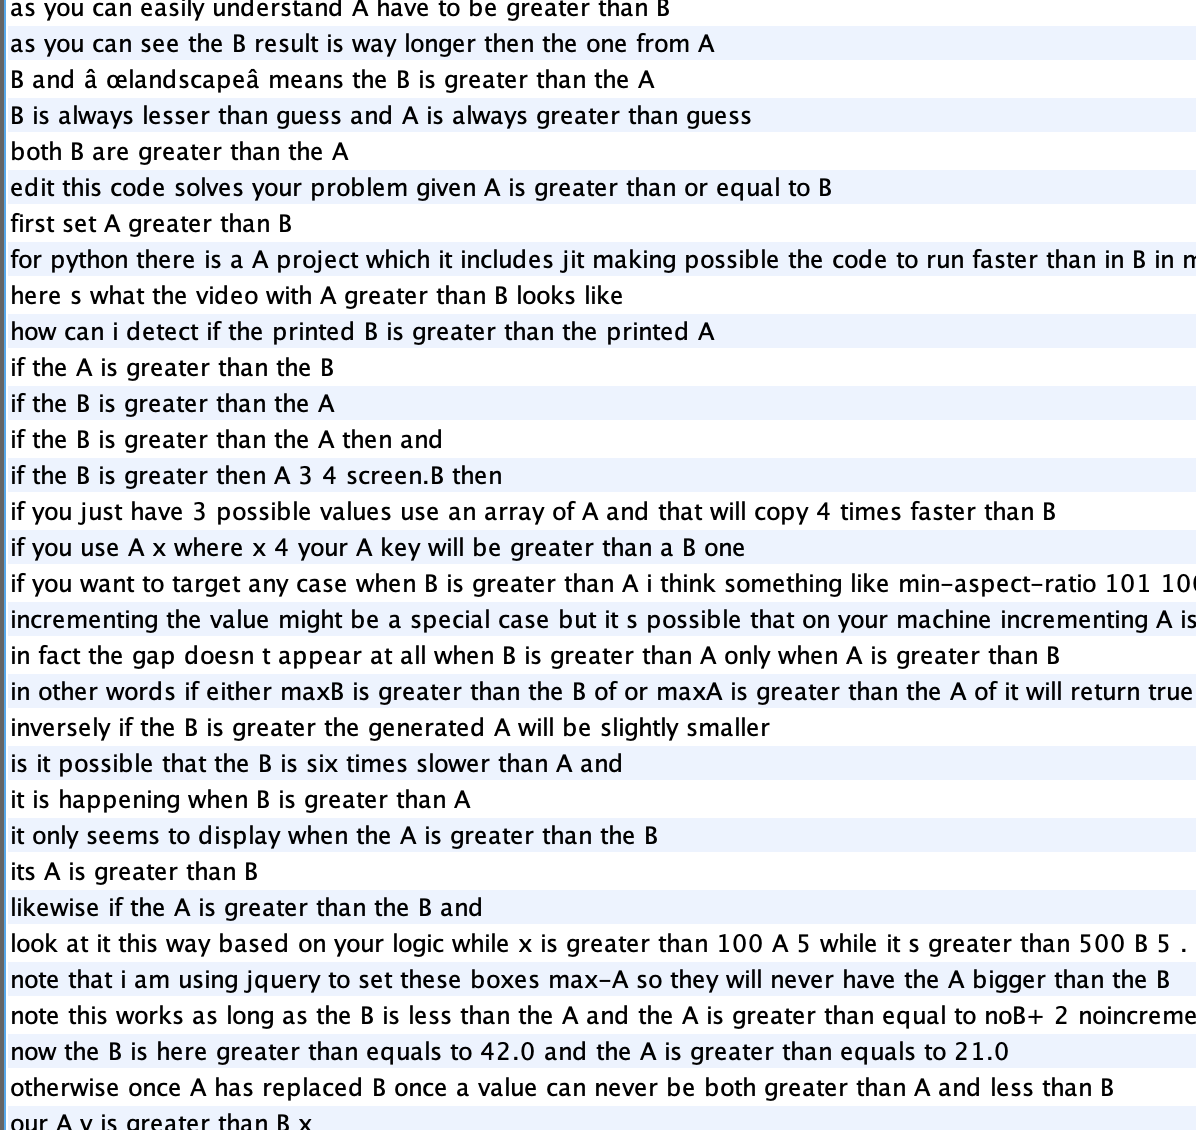 as you can easily understand A have to be greater than B
as you can see the B result is way longer then the one from A
B and â œlandscapeâ means the B is greater than the A
B is always lesser than guess and A is always greater than guess
both B are greater than the A
edit this code solves your problem given A is greater than or equal to B
first set A greater than B
for python there is a A project which it includes jit making possible the code to run faster than in B in
here s what the video with A greater than B looks like
how can i detect if the printed B is greater than the printed A
if the A is greater than the B
if the B is greater than the A
if the B is greater than the A then and
if the B is greater then A 3 4 screen.B then
if you just have 3 possible values use an array of A and that will copy 4 times faster than B
if you use A x where x 4 your A key will be greater than a B one
if you want to target any case when B is greater than A i think something like min-aspect-ratio 101 100
incrementing the value might be a special case but it s possible that on your machine incrementing A is
in fact the gap doesn t appear at all when B is greater than A only when A is greater than B
in other words if either maxB is greater than the B of or maxA is greater than the A of it will return true
inversely if the B is greater the generated A will be slightly smaller
is it possible that the B is six times slower than A and
it is happening when B is greater than A
it only seems to display when the A is greater than the B
its A is greater than B
likewise if the A is greater than the B and
look at it this way based on your logic while x is greater than 100 A 5 while it s greater than 500 B 5 .
note that i am using jquery to set these boxes max-A so they will never have the A bigger than the B
note this works as long as the B is less than the A and the A is greater than equal to noB+ 2 noincreme
now the B is here greater than equals to 42.0 and the A is greater than equals to 21.0
otherwise once A has replaced B once a value can never be both greater than A and less than B
our A y is greater than B x